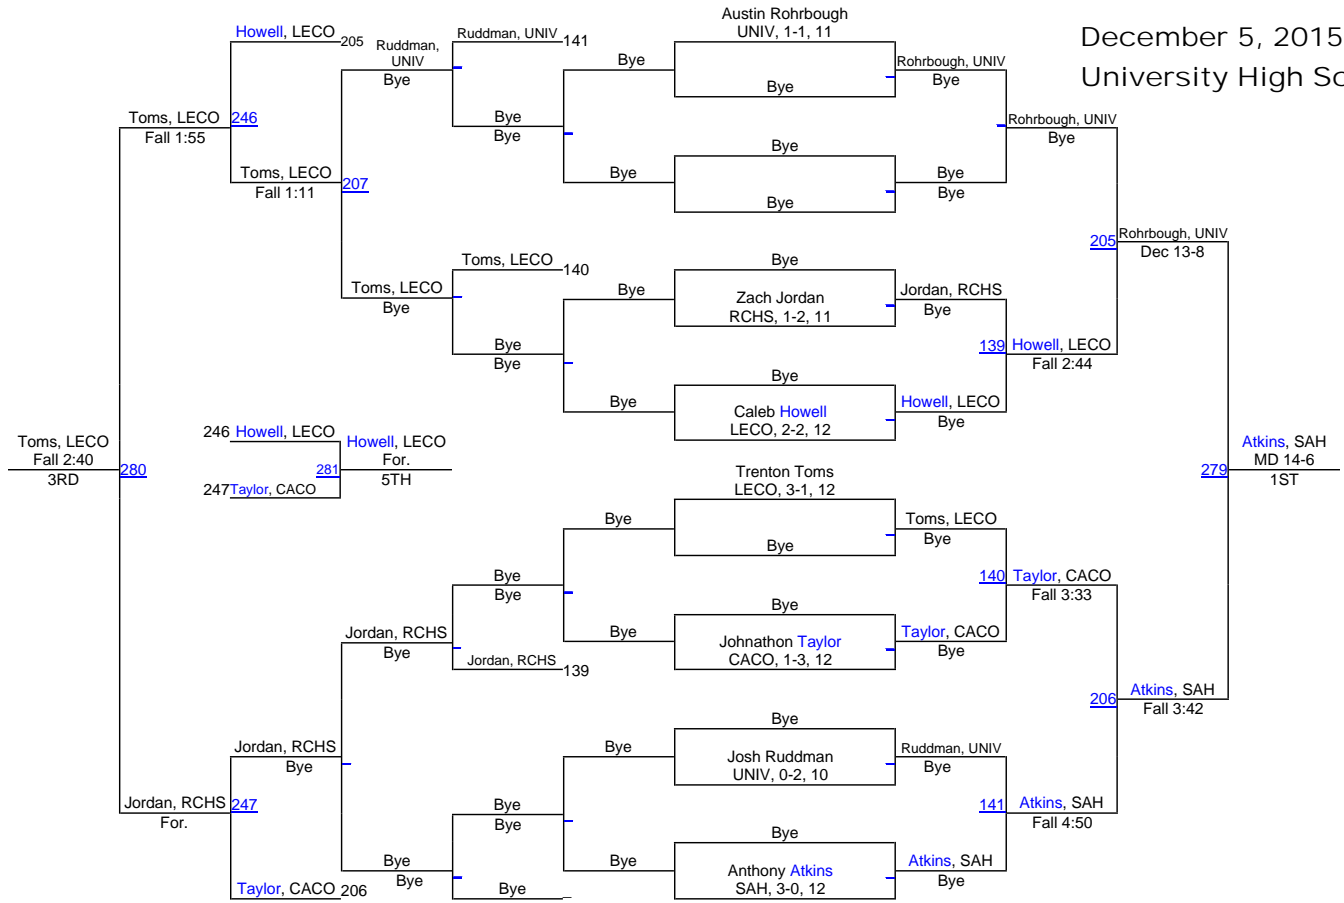 December 5, 2015
University High Sc
Howell, LECO 205
Ruddman,
UNIV
Bye
Ruddman, UNIV 141
Bye
Austin Rohrbough
UNIV, 1-1, 11
Bye
Rohrbough, UNIV
Bye
Toms, LECO 246
Fall 1:55
Bye
Bye
Rohrbough, UNIV
Bye
Toms, LECO 207
Fall 1:11
Bye
Bye
Bye
Bye
Bye
205 Rohrbough, UNIV
Dec 13-8
Toms, LECO 140
Bye
Toms, LECO
Bye
Bye
Zach Jordan
RCHS, 1-2, 11
Jordan, RCHS
Bye
Bye
Bye
139 Howell, LECO
Fall 2:44
Bye
Bye
Caleb Howell
LECO, 2-2, 12
Howell, LECO
Bye
Toms, LECO
Fall 2:40
3RD
280
246 Howell, LECO
247 Taylor, CACO
281
Howell, LECO
For.
5TH
279
Atkins, SAH
MD 14-6
1ST
Trenton Toms
LECO, 3-1, 12
Bye
Bye
Toms, LECO
Bye
Bye
Bye
140 Taylor, CACO
Fall 3:33
Bye
Jordan, RCHS
Bye
Bye
Johnathon Taylor
CACO, 1-3, 12
Taylor, CACO
Bye
Jordan, RCHS 139
206 Atkins, SAH
Fall 3:42
Bye
Jordan, RCHS
Bye
Bye
Josh Ruddman
UNIV, 0-2, 10
Ruddman, UNIV
Bye
Jordan, RCHS 247
For.
Bye
Bye
141 Atkins, SAH
Fall 4:50
Bye
Bye
Bye
Bye
Anthony Atkins
SAH, 3-0, 12
Atkins, SAH
Bye
Taylor, CACO 206
Bye